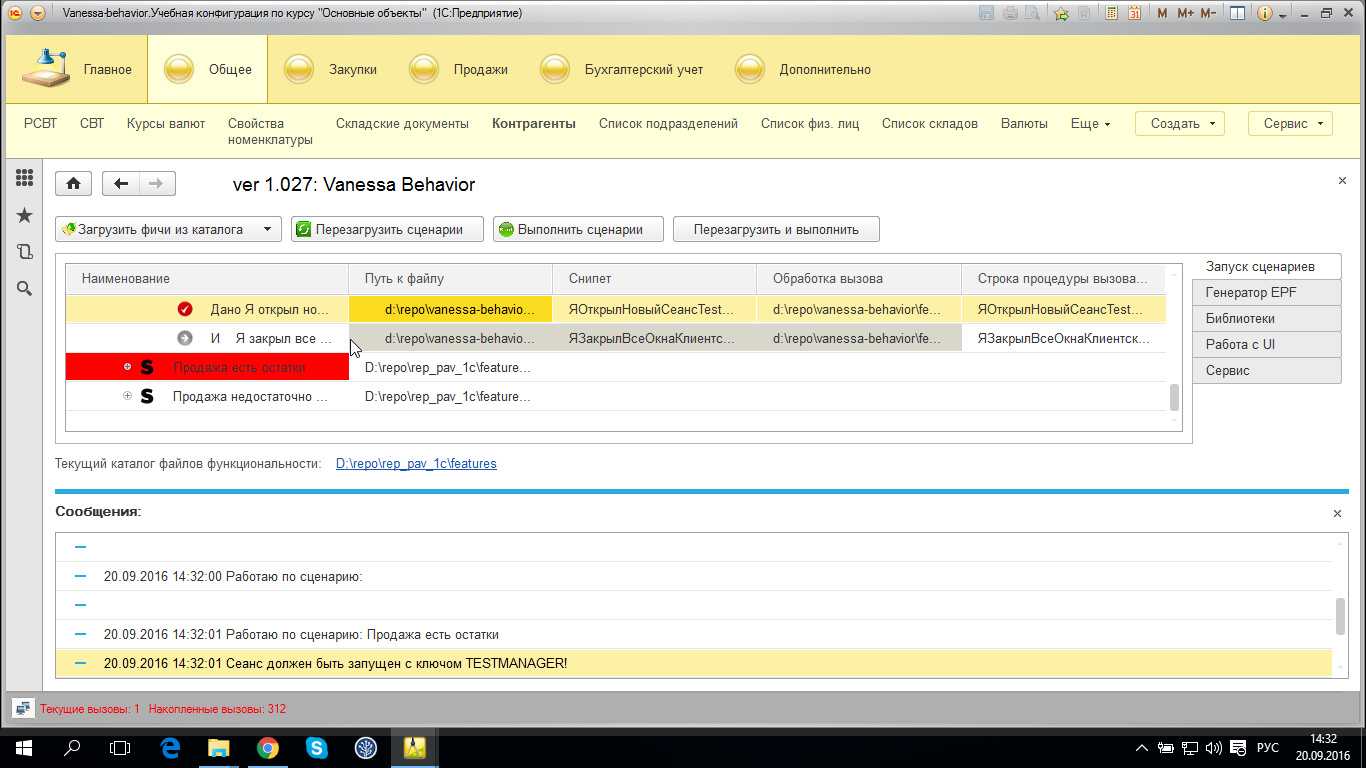 Vanessa-behavior.Учебная конфигурация по курсу "Основные объекты" (1С:Предприятие)
M M+ M-
Главное Общее Закупки Продажи Бухгалтерский учет Дополнительно
РСВТ СВТ Курсы валют Свойства номенклатуры Складские документы Контрагенты Список подразделений Список физ. лиц Список складов Валюты Еще Создать Сервис
ver 1.027: Vanessa Behavior
Загрузить фичи из каталога Перезагрузить сценарии Выполнить сценарии Перезагрузить и выполнить
Наименование Путь к файлу Снипет Обработка вызова Строка процедуры вызова...
Дано Я открыл но... d:\repo\vanessa-behavio... ЯОткрылНовыйСеансTest... d:\repo\vanessa-behavior\fe... ЯОткрылНовыйСеансTest...
И Я закрыл все ... d:\repo\vanessa-behavio... ЯЗакрылВсеОкнаКлиентс... d:\repo\vanessa-behavior\fe... ЯЗакрылВсеОкнаКлиентск...
S Продажа есть остатки D:\repo\rep_pav_1c\feature...
S Продажа недостаточно ... D:\repo\rep_pav_1c\feature...
Запуск сценариев
Генератор EPF
Библиотеки
Работа с UI
Сервис
Текущий каталог файлов функциональности: D:\repo\rep_pav_1c\features
Сообщения:
20.09.2016 14:32:00 Работаю по сценарию:
20.09.2016 14:32:01 Работаю по сценарию: Продажа есть остатки
20.09.2016 14:32:01 Сеанс должен быть запущен с ключом TESTMANAGER!
Текущие вызовы: 1 Накопленные вызовы: 312
РУС
14:32
20.09.2016